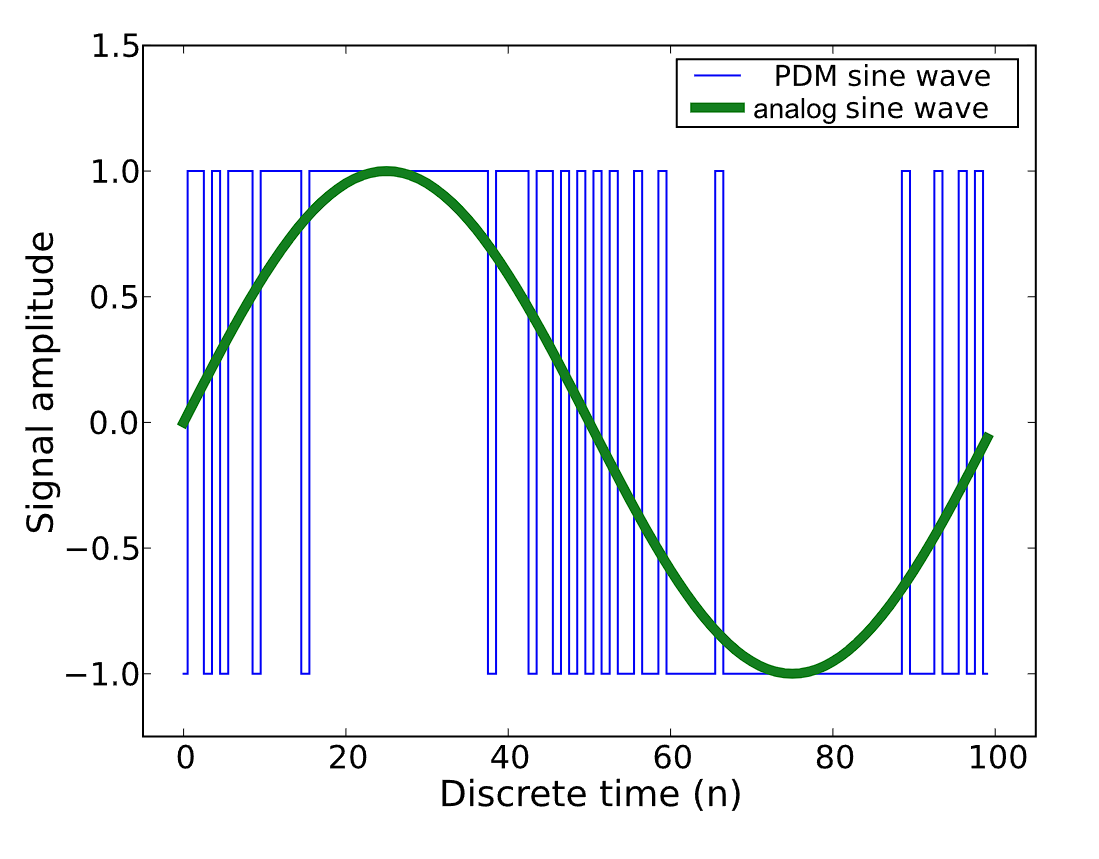 1.5
PDM sine wave
analog sine wave
1.0
0.5
0.0
−0.5
−1.0
Signal amplitude
0 20 40 60 80 100
Discrete time (n)